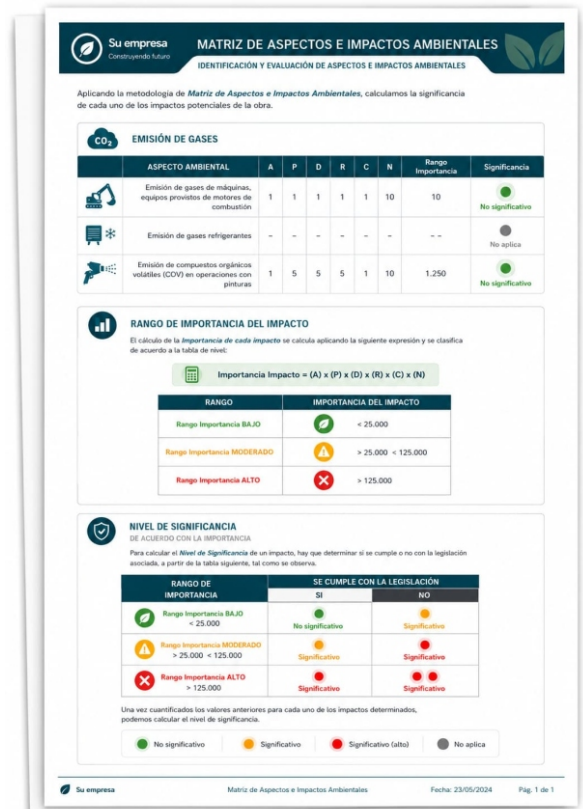 Su empresa
Construyendo futuro
MATRIZ DE ASPECTOS E IMPACTOS AMBIENTALES
IDENTIFICACIÓN Y EVALUACIÓN DE ASPECTOS E IMPACTOS AMBIENTALES
Aplicando la metodología de Matriz de Aspectos e Impactos Ambientales, calculamos la significancia
de cada uno de los impactos potenciales de la obra.
CO₂
EMISIÓN DE GASES
ASPECTO AMBIENTAL A P D R C N Rango Importancia Significancia
Emisión de gases de máquinas,
equipos provistos de motores de
combustión
1 1 1 1 1 10 10
No significativo
Emisión de gases refrigerantes – – – – – – – –
No aplica
Emisión de compuestos orgánicos
volátiles (COV) en operaciones con
pinturas
1 5 5 5 1 10 1.250
No significativo
RANGO DE IMPORTANCIA DEL IMPACTO
El cálculo de la Importancia de cada impacto se calcula aplicando la siguiente expresión y se clasifica
de acuerdo a la tabla de nivel:
Importancia Impacto = (A) x (P) x (D) x (R) x (C) x (N)
RANGO IMPORTANCIA DEL IMPACTO
Rango Importancia BAJO < 25.000
Rango Importancia MODERADO > 25.000 < 125.000
Rango Importancia ALTO > 125.000
NIVEL DE SIGNIFICANCIA
DE ACUERDO CON LA IMPORTANCIA
Para calcular el Nivel de Significancia de un impacto, hay que determinar si se cumple o no con la legislación
asociada, a partir de la tabla siguiente, tal como se observa.
RANGO DE
IMPORTANCIA
SE CUMPLE CON LA LEGISLACIÓN
SI NO
Rango Importancia BAJO
< 25.000
No significativo Significativo
Rango Importancia MODERADO
> 25.000 < 125.000
Significativo Significativo
Rango Importancia ALTO
> 125.000
Significativo Significativo
Una vez cuantificados los valores anteriores para cada uno de los impactos determinados,
podemos calcular el nivel de significancia.
No significativo Significativo Significativo (alto) No aplica
Su empresa Matriz de Aspectos e Impactos Ambientales Fecha: 23/05/2024 Pág. 1 de 1